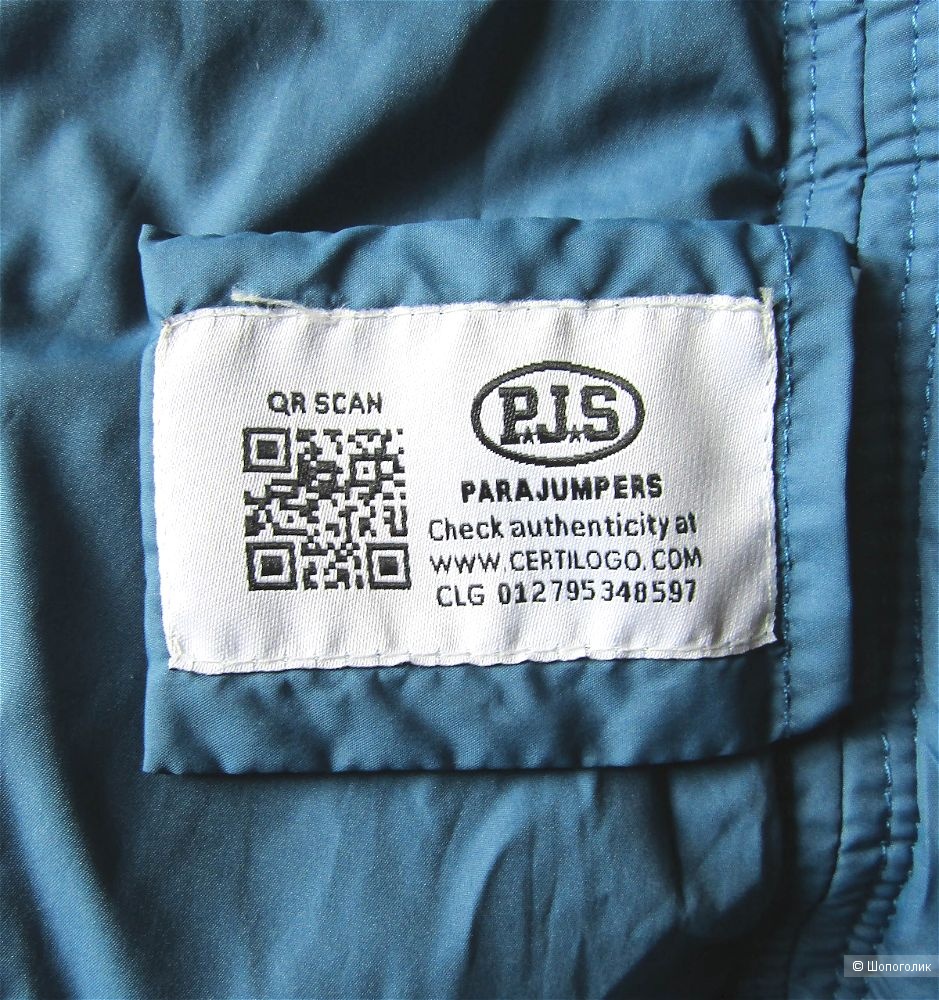 QR SCAN
P.J.S
PARAJUMPERS
Check authenticity at
WWW.CERTILOGO.COM
CLG 012795348597
© Шопоголик